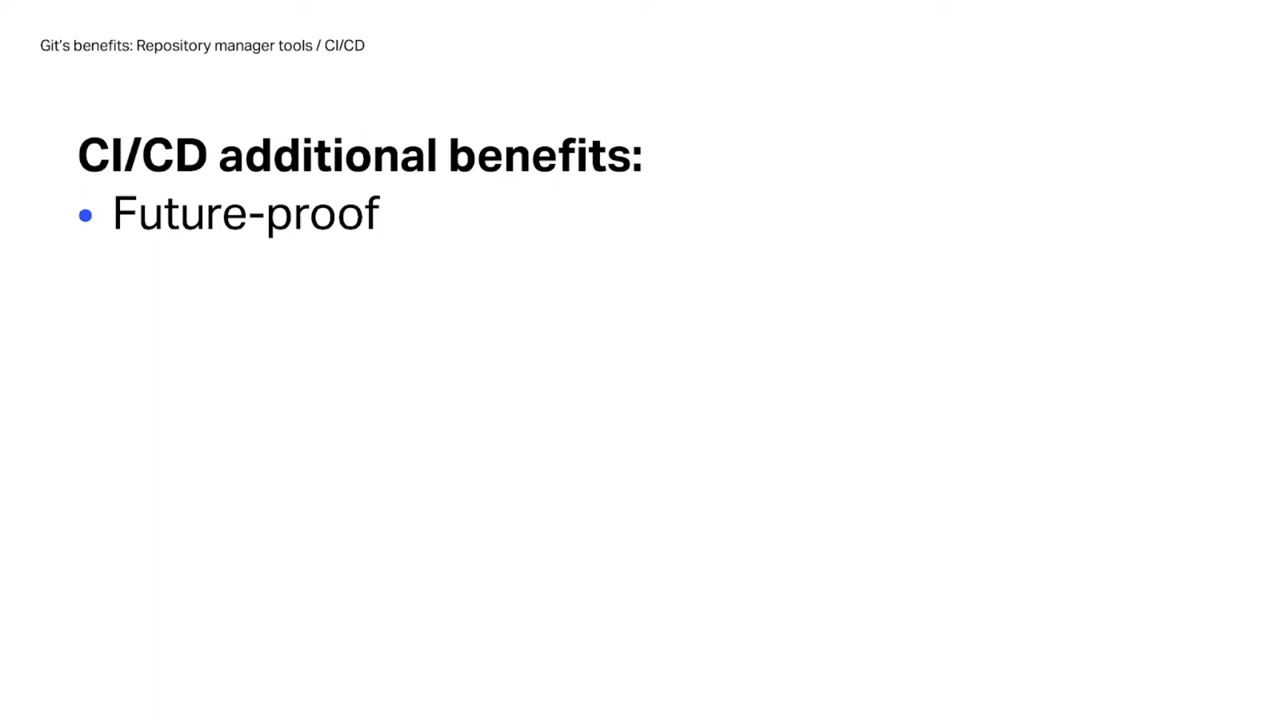 Git’s benefits: Repository manager tools / CI/CD
CI/CD additional benefits:
• Future-proof